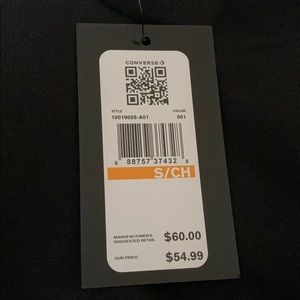 CONVERSE
STYLE COLOR
10019088-A01 001
8 88757 37432 8
S/CH
MANUFACTURER'S
SUGGESTED RETAIL $60.00
OUR PRICE $54.99